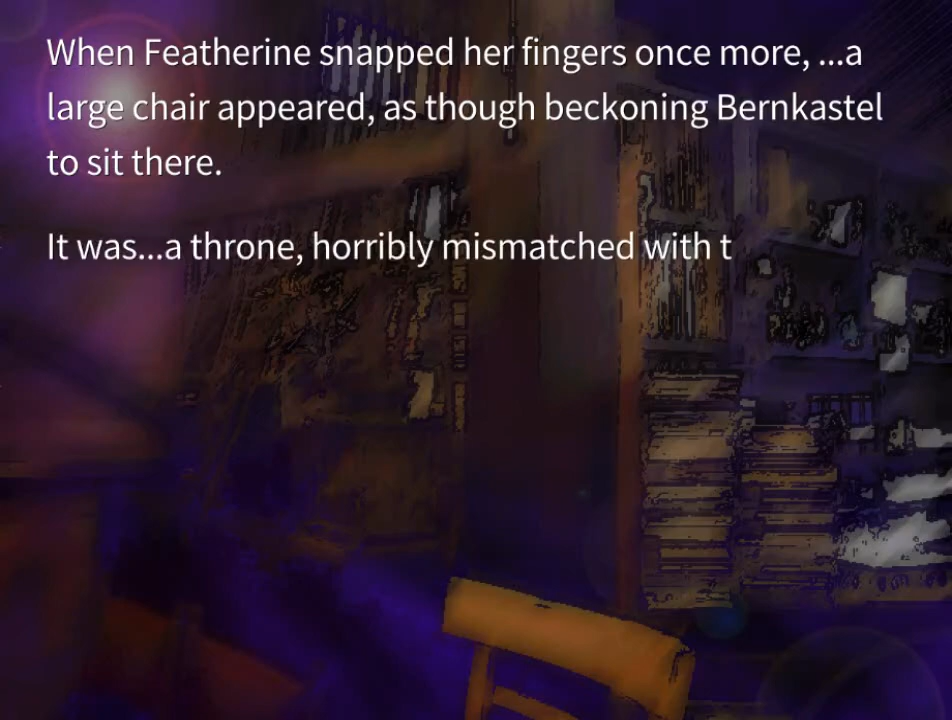 When Featherine snapped her fingers once more, ...a
large chair appeared, as though beckoning Bernkastel
to sit there.
It was...a throne, horribly mismatched with t